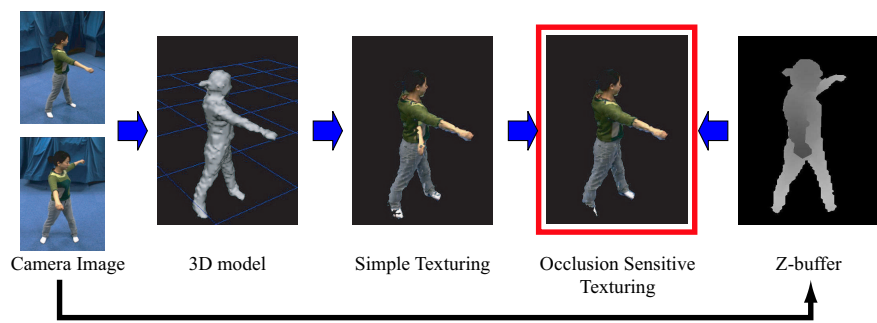 Camera Image
3D model
Simple Texturing
Occlusion Sensitive
Texturing
Z-buffer